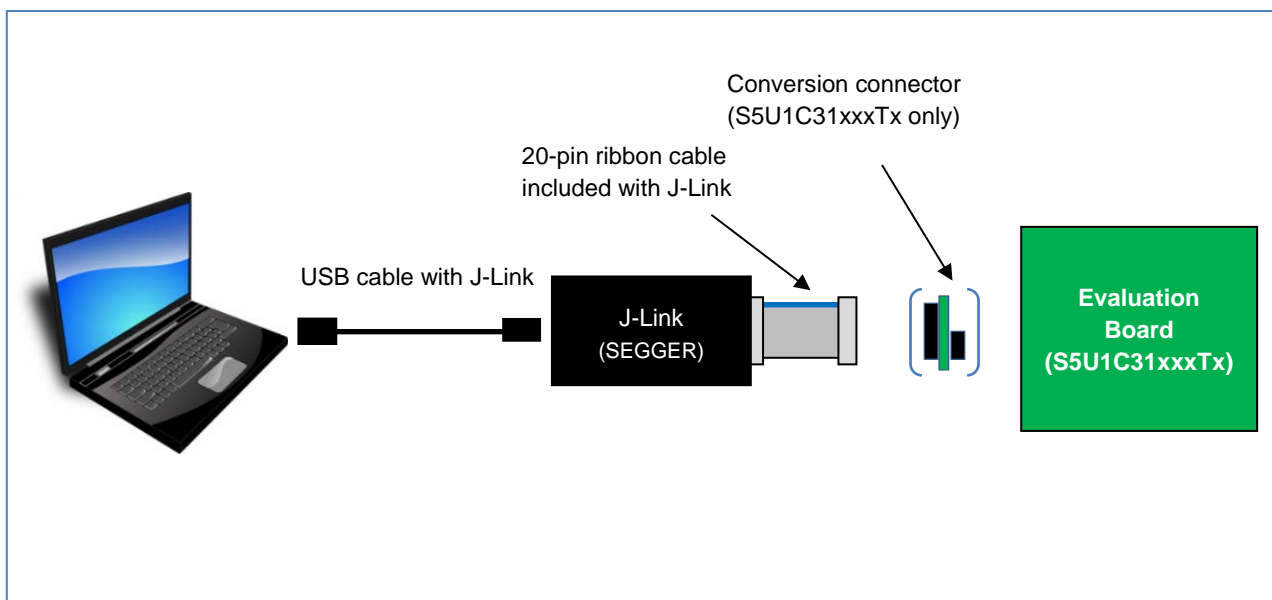 Conversion connector
(S5U1C31xxxTx only)
20-pin ribbon cable
included with J-Link
USB cable with J-Link
J-Link
(SEGGER)
Evaluation
Board
(S5U1C31xxxTx)